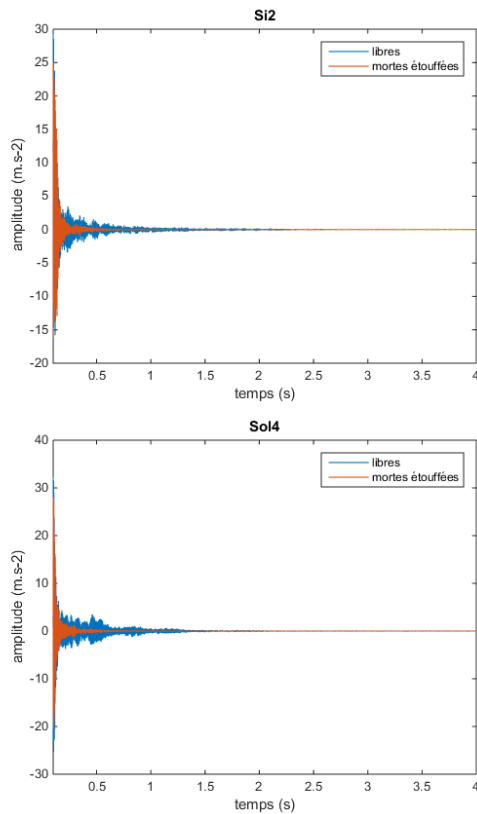 Si2
30
libres
mortes étouffées
25
20
15
10
5
0
-5
-10
-15
-20
amplitude (m.s-2)
0.5 1 1.5 2 2.5 3 3.5 4
temps (s)
Sol4
40
libres
mortes étouffées
30
20
10
0
-10
-20
-30
amplitude (m.s-2)
0.5 1 1.5 2 2.5 3 3.5 4
temps (s)